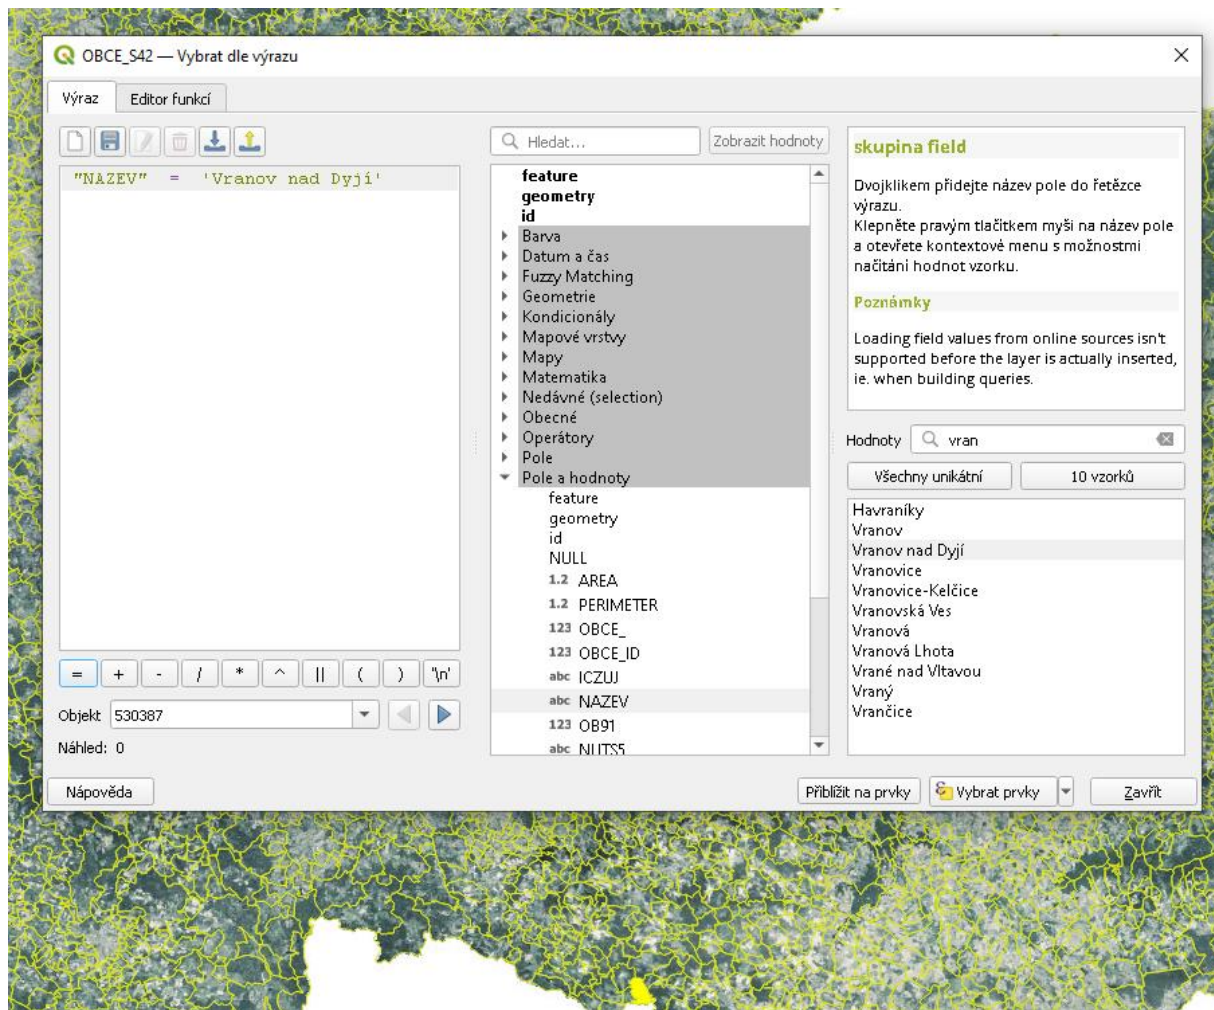 OBCE_S42 — Vybrat dle výrazu
Výraz
Editor funkcí
Hledat...
Zobrazit hodnoty
"NAZEV" = 'Vranov nad Dyjí'
= + - / * ^ || ( ) '\n'
Objekt 530387
Náhled: 0
feature
geometry
id
Barva
Datum a čas
Fuzzy Matching
Geometrie
Kondicionály
Mapové vrstvy
Mapy
Matematika
Nedávné (selection)
Obecné
Operátory
Pole
Pole a hodnoty
feature
geometry
id
NULL
1.2 AREA
1.2 PERIMETER
123 OBCE_
123 OBCE_ID
abc ICZUJ
abc NAZEV
123 OB91
abc NUTS5
skupina field
Dvojklikem přidejte název pole do řetězce
výrazu.
Klepněte pravým tlačítkem myši na název pole
a otevřete kontextové menu s možnostmi
načítání hodnot vzorku.
Poznámky
Loading field values from online sources isn't
supported before the layer is actually inserted,
ie. when building queries.
Hodnoty vran
Všechny unikátní
10 vzorků
Havraníky
Vranov
Vranov nad Dyjí
Vranovice
Vranovice-Kelčice
Vranovská Ves
Vranová
Vranová Lhota
Vrané nad Vltavou
Vraný
Vrančice
Nápověda
Přiblížit na prvky
Vybrat prvky
Zavřít